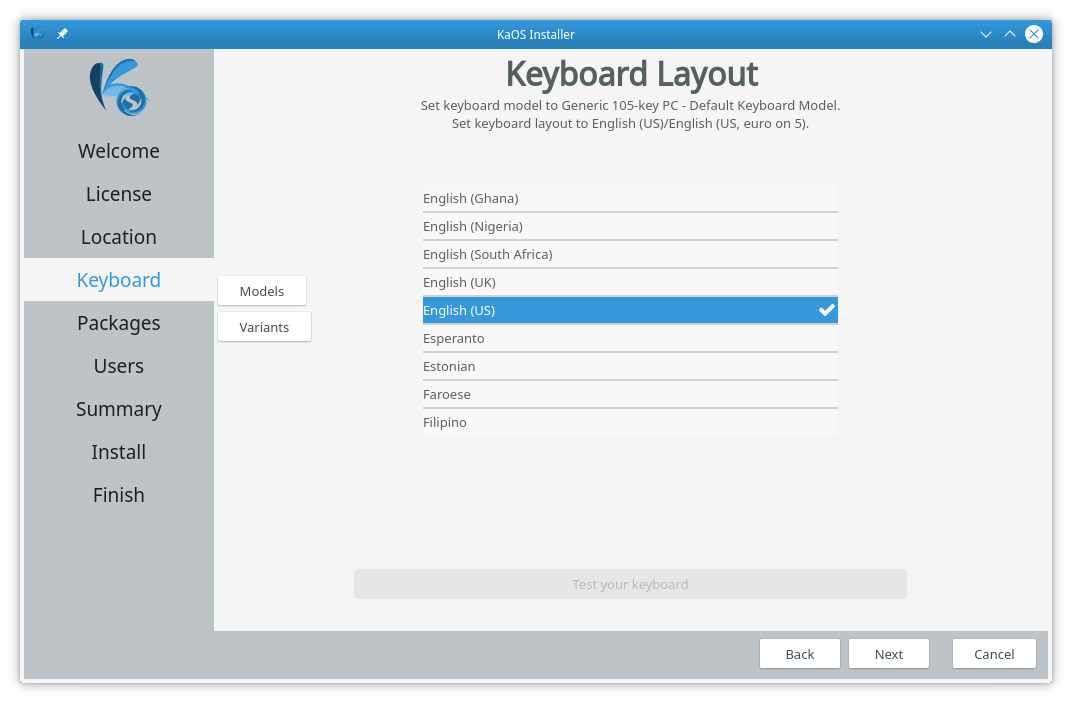 KaOS Installer
Welcome
License
Location
Keyboard
Packages
Users
Summary
Install
Finish
Keyboard Layout
Set keyboard model to Generic 105-key PC - Default Keyboard Model.
Set keyboard layout to English (US)/English (US, euro on 5).
Models
Variants
English (Ghana)
English (Nigeria)
English (South Africa)
English (UK)
English (US)
Esperanto
Estonian
Faroese
Filipino
Test your keyboard
Back
Next
Cancel